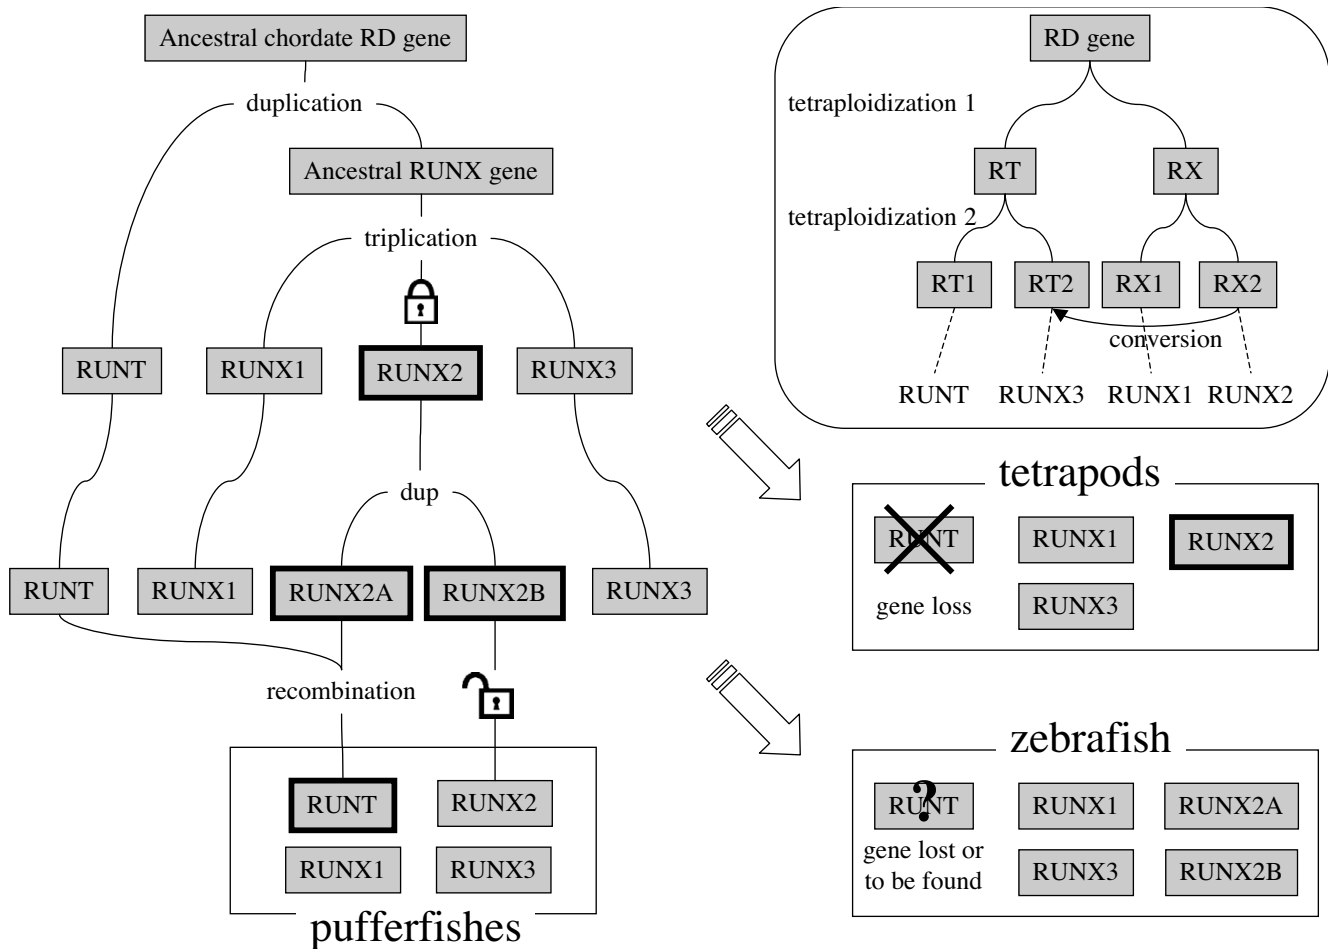 Ancestral chordate RD gene
duplication
Ancestral RUNX gene
triplication
RUNT
RUNX1
RUNX2
RUNX3
dup
RUNT
RUNX1
RUNX2A
RUNX2B
RUNX3
recombination
RUNT
RUNX2
RUNX1
RUNX3
pufferfishes
RD gene
tetraploidization 1
RT
RX
tetraploidization 2
RT1
RT2
RX1
RX2
conversion
RUNT
RUNX3
RUNX1
RUNX2
tetrapods
RUNT
RUNX1
RUNX2
gene loss
RUNX3
zebrafish
RUNT
?
RUNX1
RUNX2A
gene lost or
to be found
RUNX3
RUNX2B